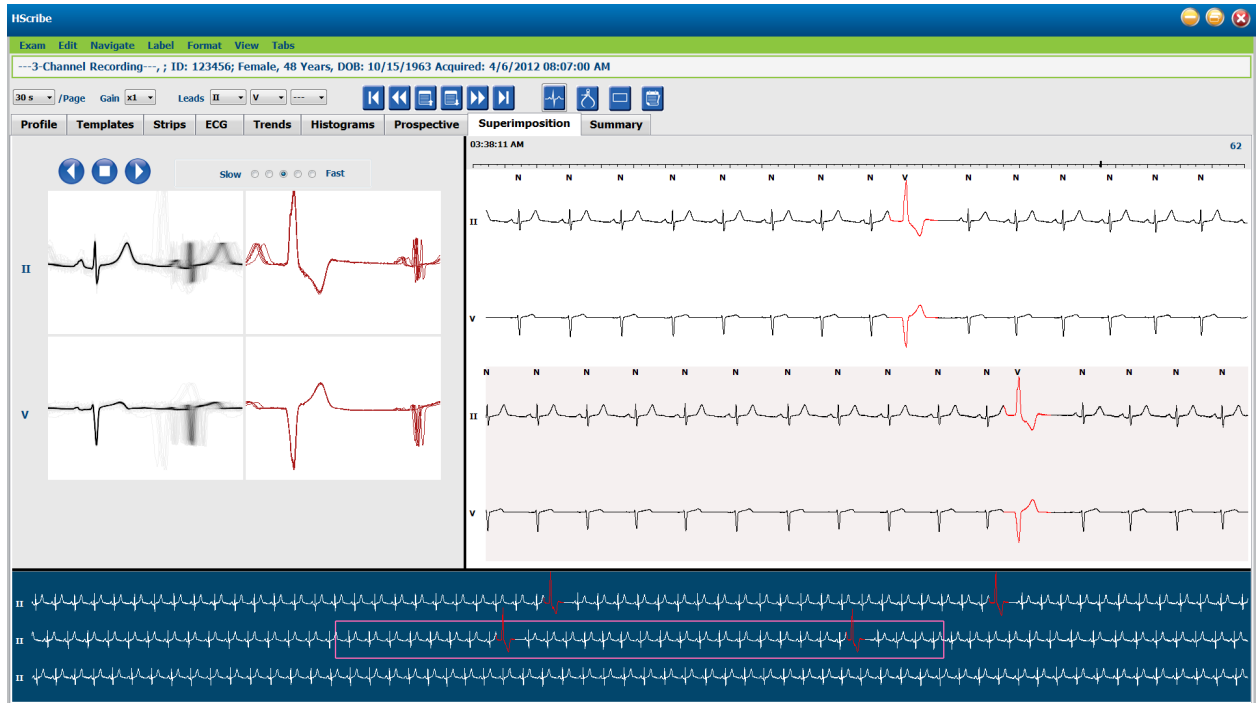 HScribe
Exam Edit Navigate Label Format View Tabs
---3-Channel Recording---, ; ID: 123456; Female, 48 Years, DOB: 10/15/1963 Acquired: 4/6/2012 08:07:00 AM
30 s /Page Gain x1 Leads II V ---
Profile Templates Strips ECG Trends Histograms Prospective Superimposition Summary
03:38:11 AM 62
Slow Fast
N N N N N N N N V N N N N N N
II
II
V
V
N N N N N N N N N N N V N N N N
II
V
II
II
II